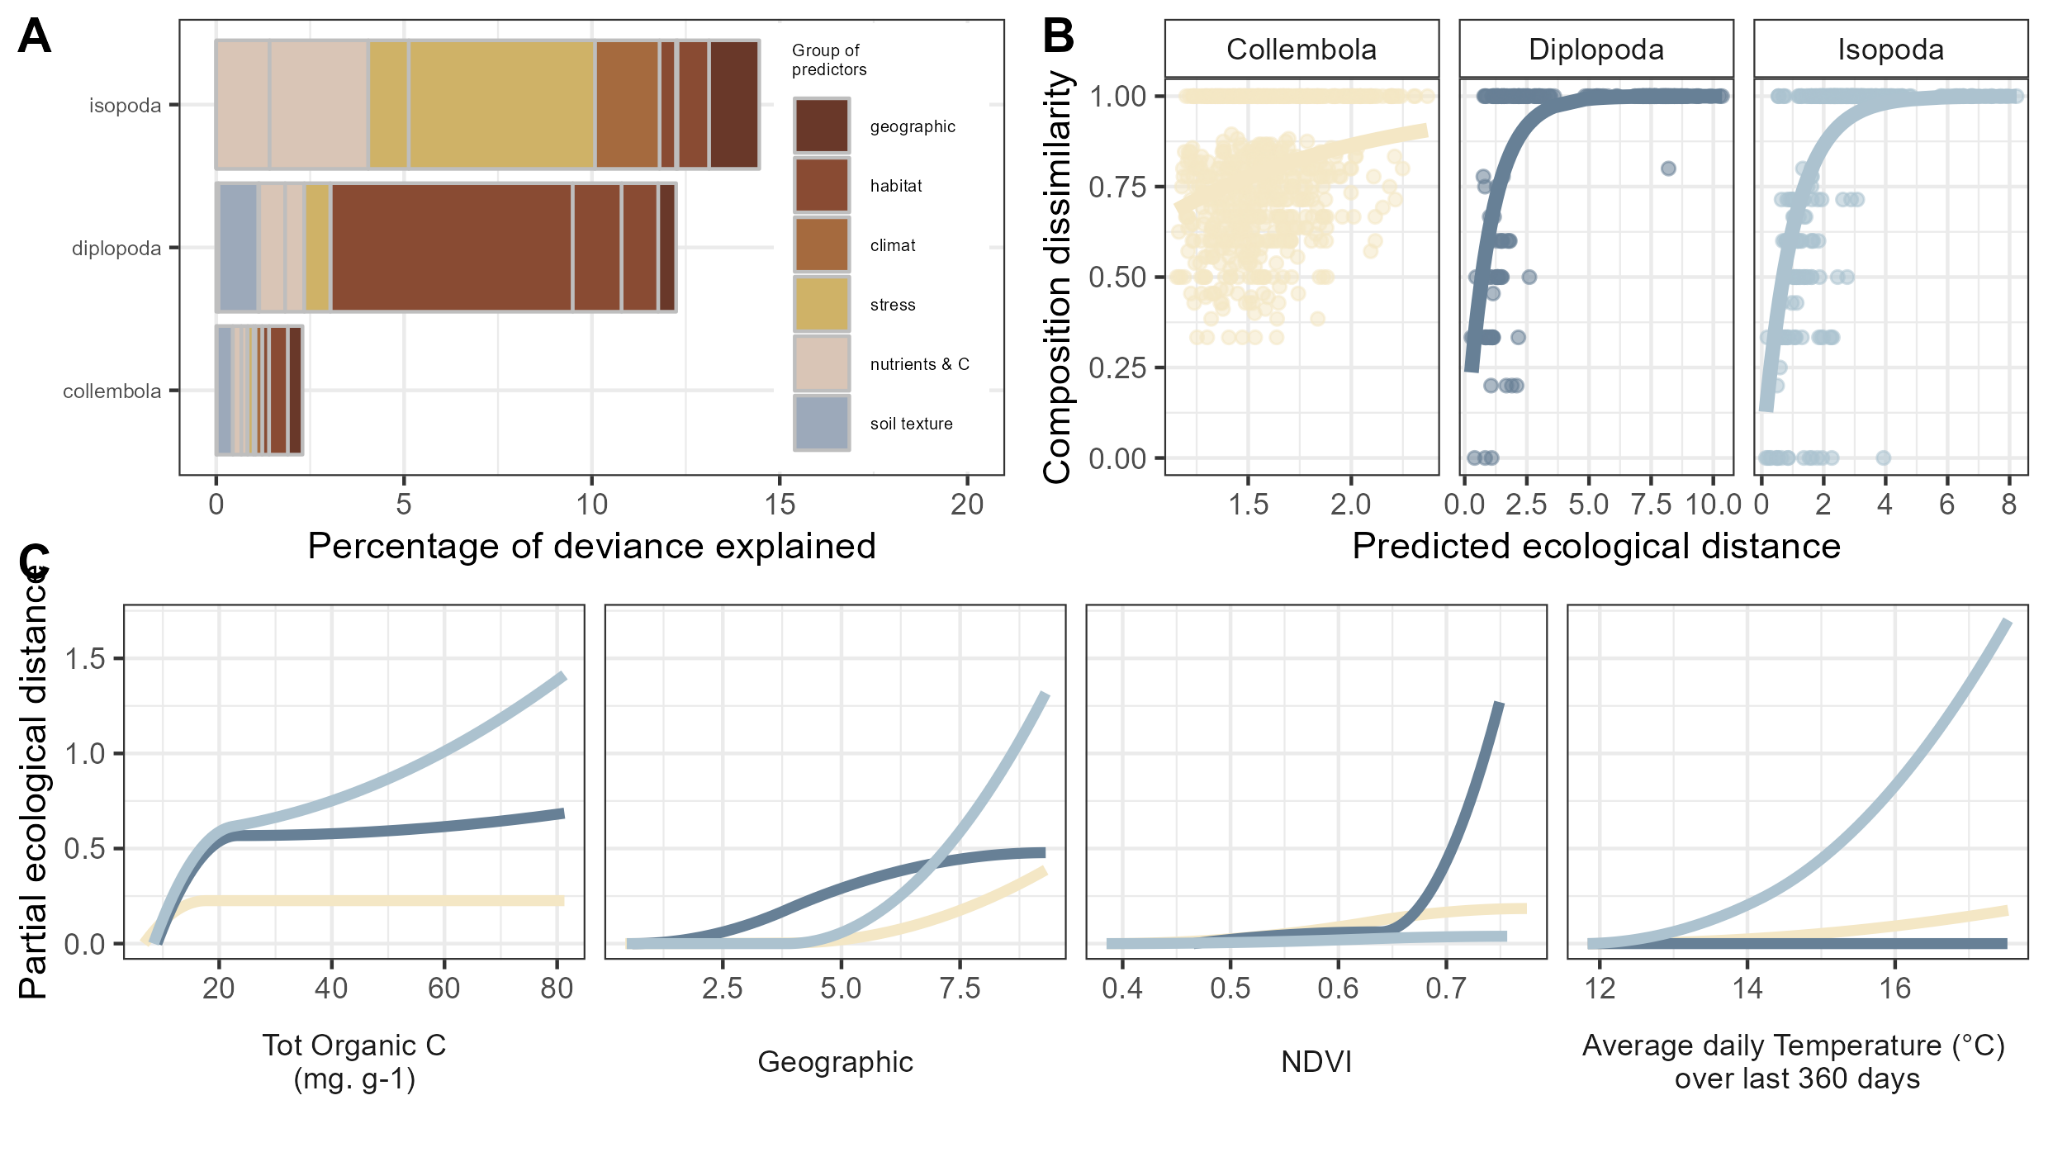 A
isopoda
diplopoda
collembola
0 5 10 15 20
Percentage of deviance explained
Group of
predictors
geographic
habitat
climat
stress
nutrients & C
soil texture
B
Composition dissimilarity
1.00
0.75
0.50
0.25
0.00
Collembola Diplopoda Isopoda
1.5 2.0 0.0 2.5 5.0 7.5 10.0 0 2 4 6 8
Predicted ecological distance
C
Partial ecological distance
1.5
1.0
0.5
0.0
20 40 60 80
Tot Organic C
(mg. g-1)
2.5 5.0 7.5
Geographic
0.4 0.5 0.6 0.7
NDVI
12 14 16
Average daily Temperature (°C)
over last 360 days